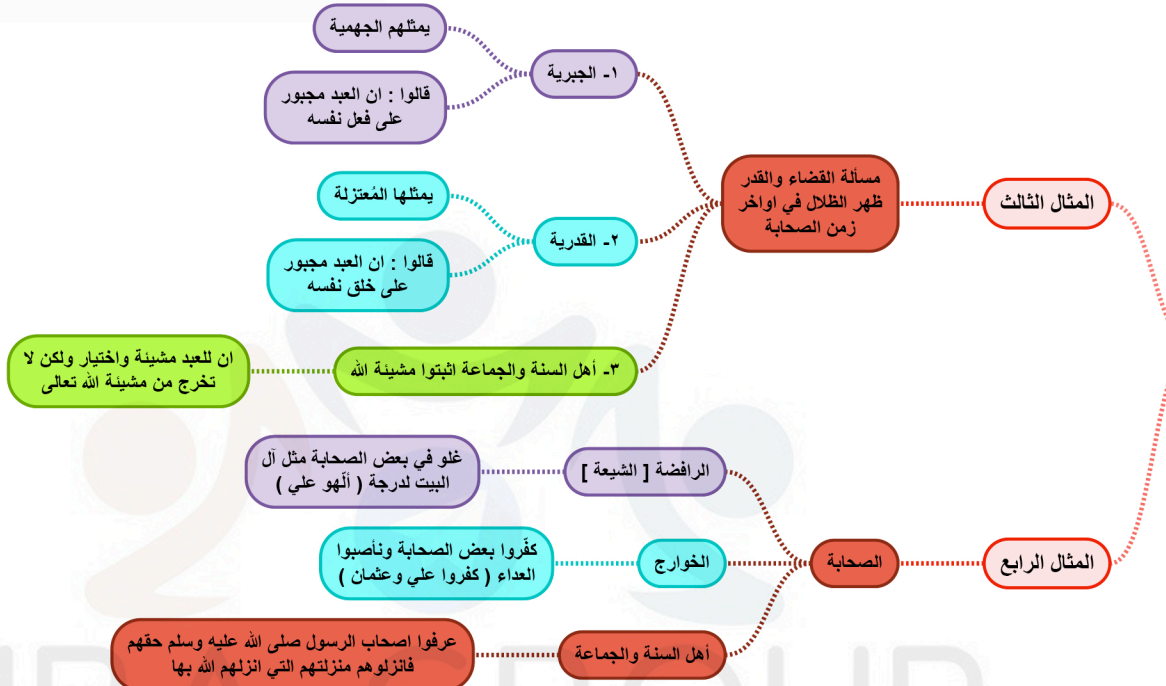 المثال الثالث
مسألة القضاء والقدر
ظهر الظلال في اواخر
زمن الصحابة
١- الجبرية
يمثلهم الجهمية
قالوا : ان العبد مجبور
على فعل نفسه
٢- القدرية
يمثلها المُعتزلة
قالوا : ان العبد مجبور
على خلق نفسه
٣- أهل السنة والجماعة اثبتوا مشيئة الله
ان للعبد مشيئة واختيار ولكن لا
تخرج من مشيئة الله تعالى
المثال الرابع
الصحابة
الرافضة [ الشيعة ]
غلو في بعض الصحابة مثل آل
البيت لدرجة ( ألّهو علي )
الخوارج
كفّروا بعض الصحابة ونأصبوا
العداء ( كفروا علي وعثمان )
أهل السنة والجماعة
عرفوا اصحاب الرسول صلى الله عليه وسلم حقهم
فانزلوهم منزلتهم التي انزلهم الله بها